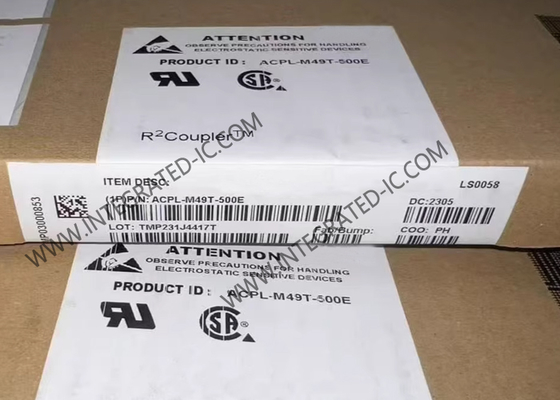 ATTENTION
OBSERVE PRECAUTIONS FOR HANDLING
ELECTROSTATIC SENSITIVE DEVICES
PRODUCT ID: ACPL-M49T-500E
R²Coupler™
ITEM DESC:
LS0058
(1P)P/N: ACPL-M49T-500E
DC:2305
LOT: TMP231J4417T
Bump:
COO: PH
P03000853
ATTENTION
OBSERVE PRECAUTIONS FOR HANDLING
ELECTROSTATIC SENSITIVE DEVICES
PRODUCT ID: ACPL-M49T-500E
WWW.INTEGRATED-IC.COM